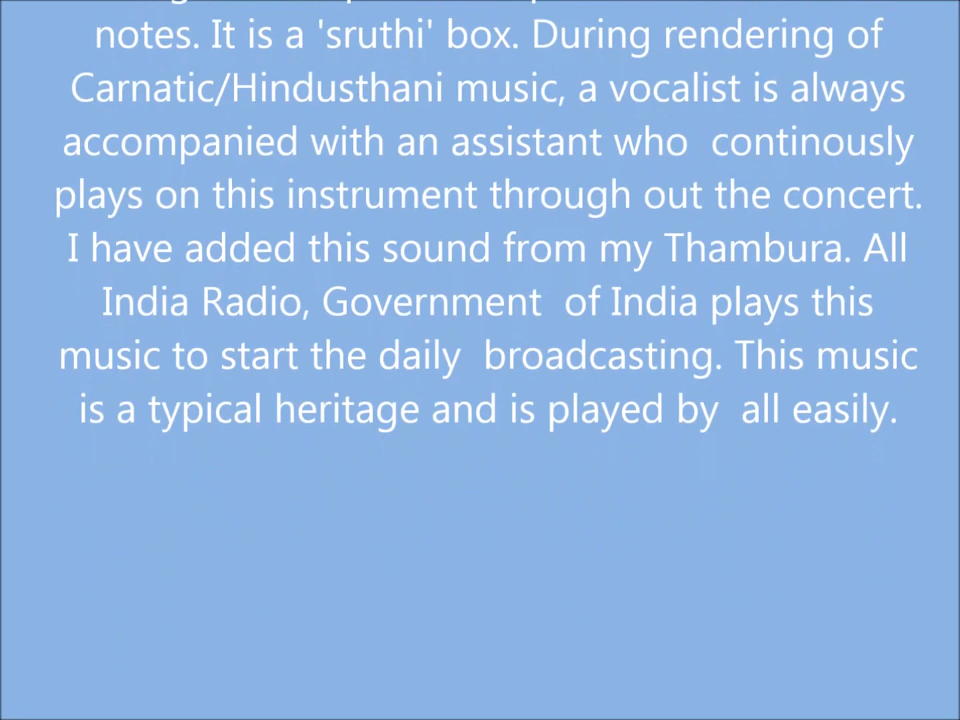 notes. It is a 'sruthi' box. During rendering of
Carnatic/Hindusthani music, a vocalist is always
accompanied with an assistant who  continously
plays on this instrument through out the concert.
I have added this sound from my Thambura. All
India Radio, Government  of India plays this
music to start the daily  broadcasting. This music
is a typical heritage and is played by  all easily.